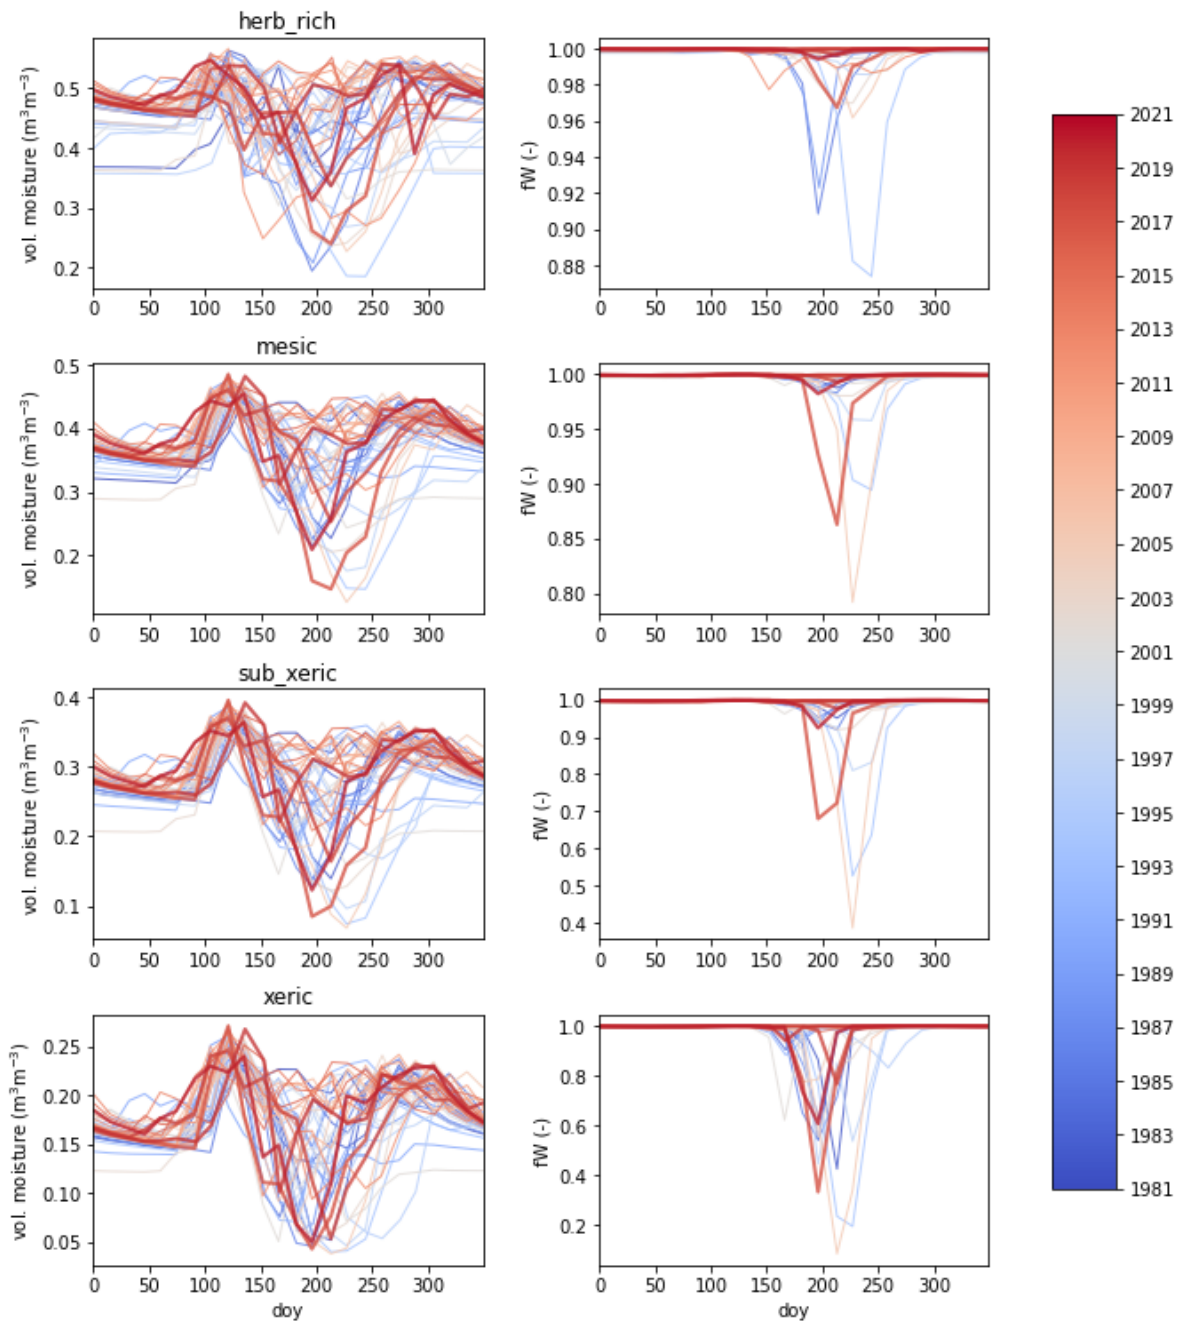 herb_rich
vol. moisture (m³m⁻³)
0.5
0.4
0.3
0.2
0 50 100 150 200 250 300
fW (-)
1.00
0.98
0.96
0.94
0.92
0.90
0.88
0 50 100 150 200 250 300
mesic
vol. moisture (m³m⁻³)
0.5
0.4
0.3
0.2
0 50 100 150 200 250 300
fW (-)
1.00
0.95
0.90
0.85
0.80
0 50 100 150 200 250 300
sub_xeric
vol. moisture (m³m⁻³)
0.4
0.3
0.2
0.1
0 50 100 150 200 250 300
fW (-)
1.0
0.9
0.8
0.7
0.6
0.5
0.4
0 50 100 150 200 250 300
xeric
vol. moisture (m³m⁻³)
0.25
0.20
0.15
0.10
0.05
0 50 100 150 200 250 300
doy
fW (-)
1.0
0.8
0.6
0.4
0.2
0 50 100 150 200 250 300
doy
2021
2019
2017
2015
2013
2011
2009
2007
2005
2003
2001
1999
1997
1995
1993
1991
1989
1987
1985
1983
1981